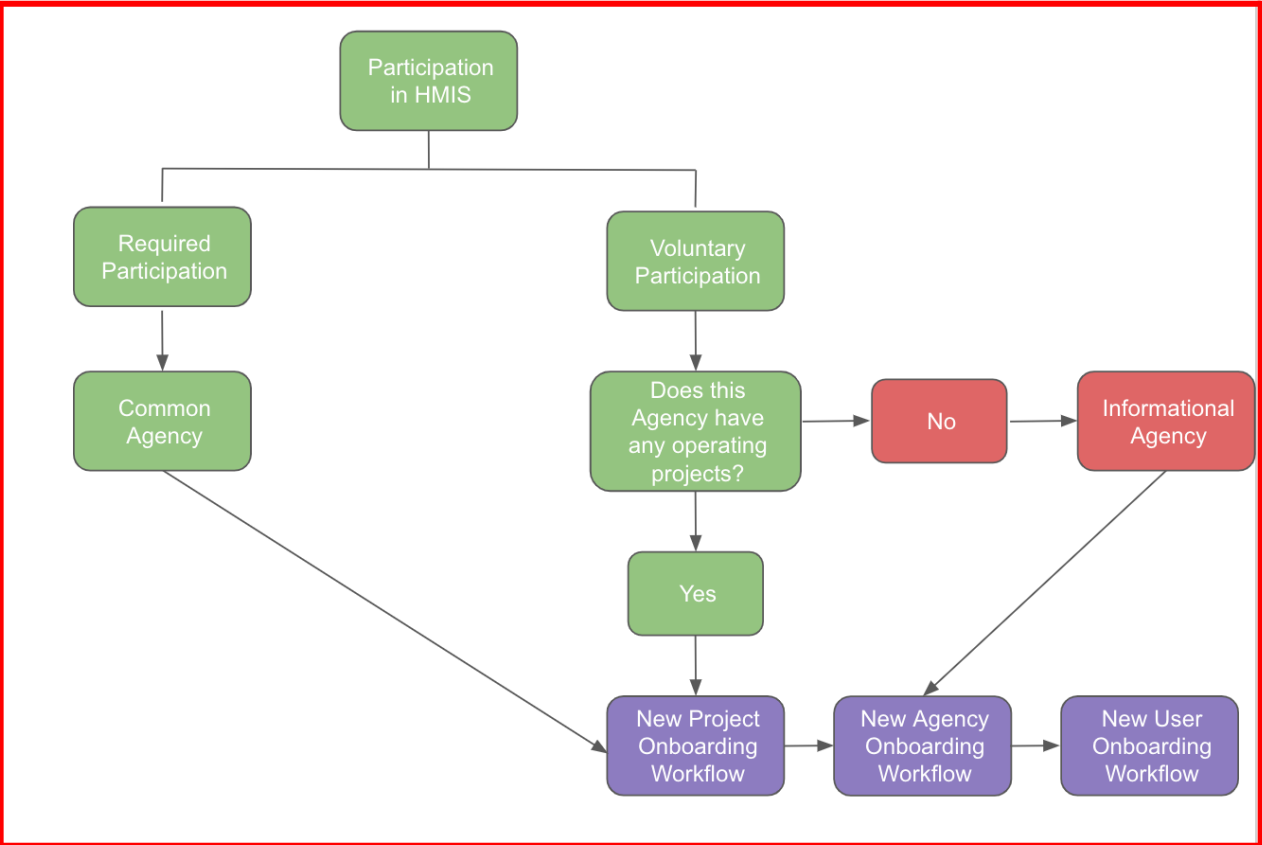 Participation
in HMIS
Required
Participation
Voluntary
Participation
Common
Agency
Does this
Agency have
any operating
projects?
No
Informational
Agency
Yes
New Project
Onboarding
Workflow
New Agency
Onboarding
Workflow
New User
Onboarding
Workflow